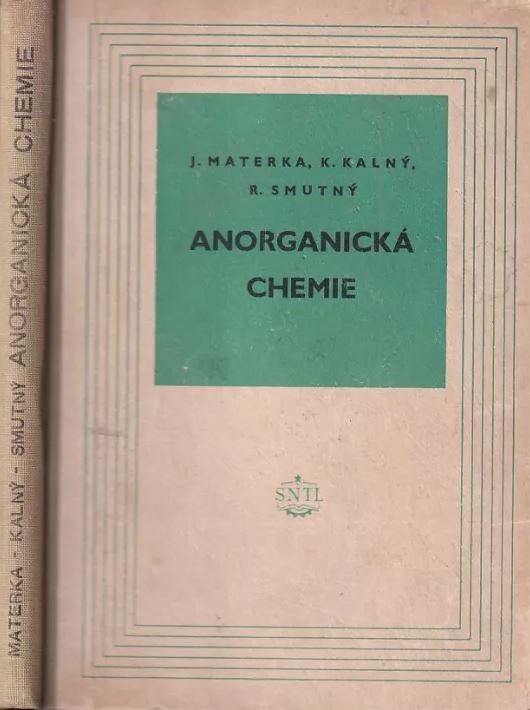 MATERKA - KALNÝ - SMUTNÝ ANORGANICKÁ CHEMIE
J. MATERKA, K. KALNÝ,
R. SMUTNÝ
ANORGANICKÁ
CHEMIE
SNTL